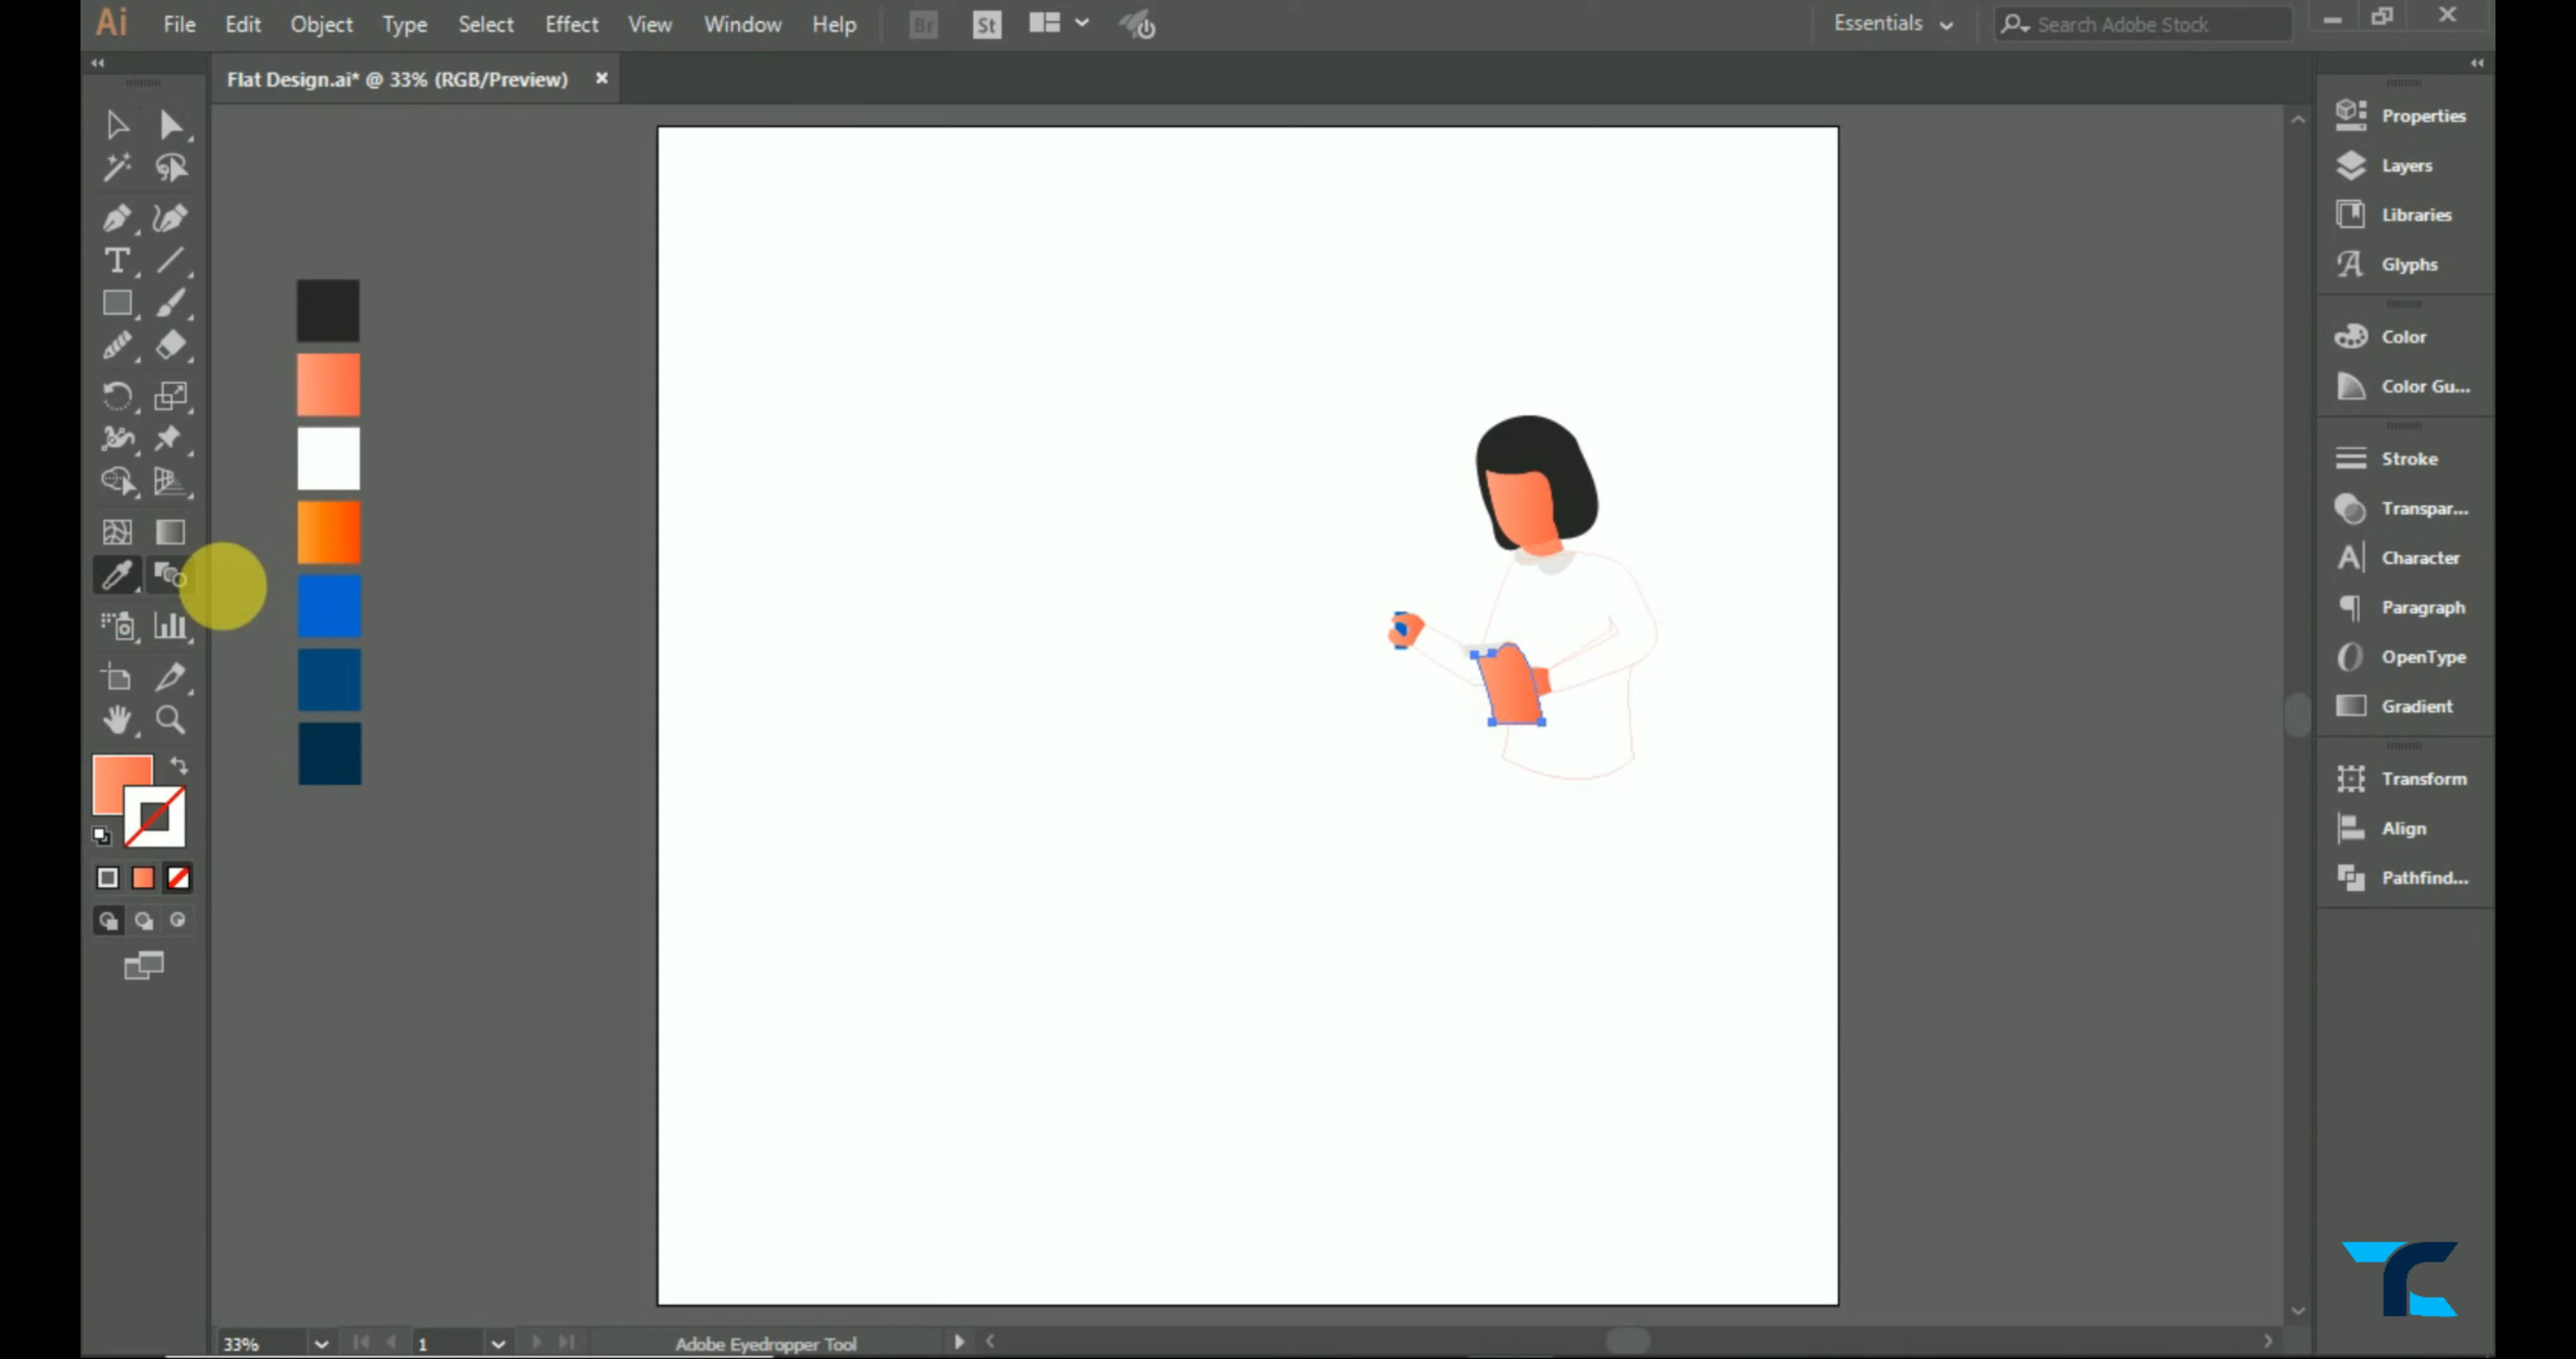 Ai File Edit Object Type Select Effect View Window Help Br St Essentials Search Adobe Stock
Flat Design.ai* @ 33% (RGB/Preview) ×
Properties
Layers
Libraries
Glyphs
Color
Color Gu...
Stroke
Transpar...
Character
Paragraph
OpenType
Gradient
Transform
Align
Pathfind...
TC
33% 1 Adobe Eyedropper Tool